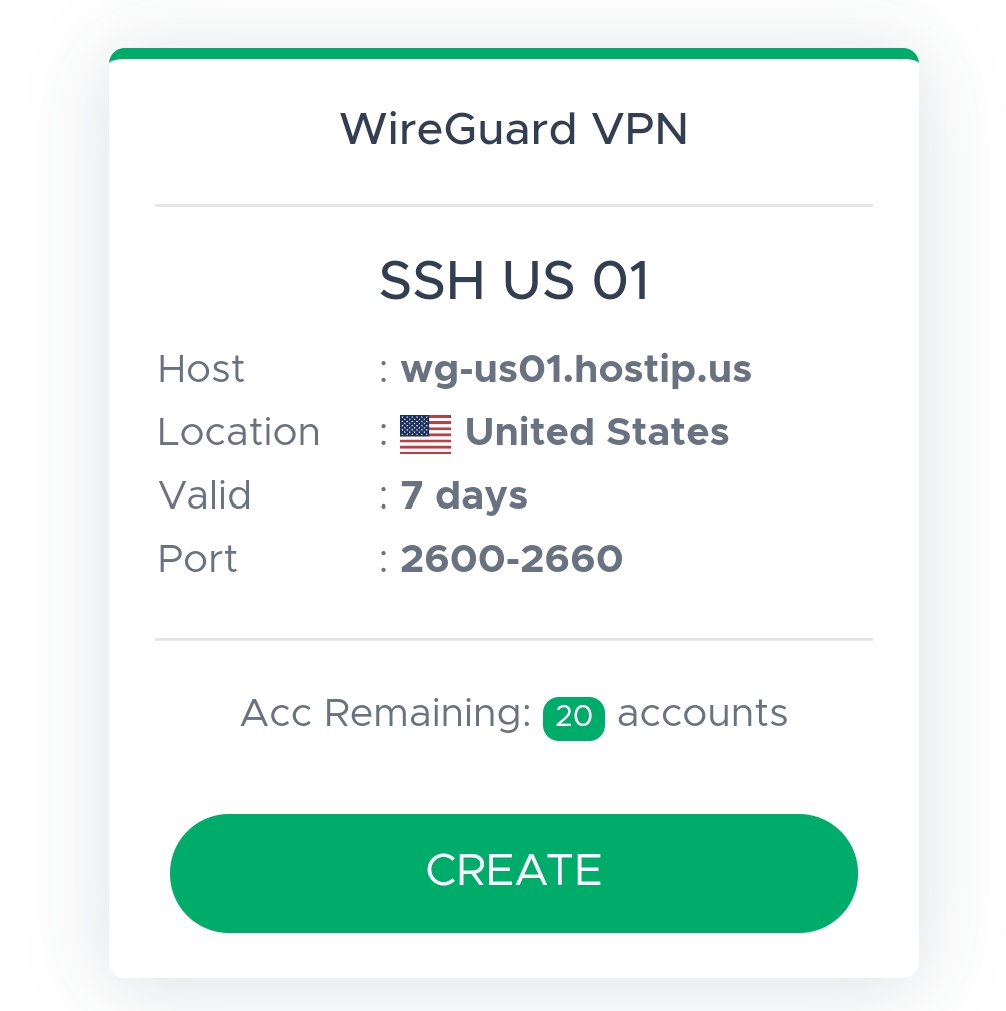 WireGuard VPN
SSH US 01
Host : wg-us01.hostip.us
Location : United States
Valid : 7 days
Port : 2600-2660
Acc Remaining: 20 accounts
CREATE